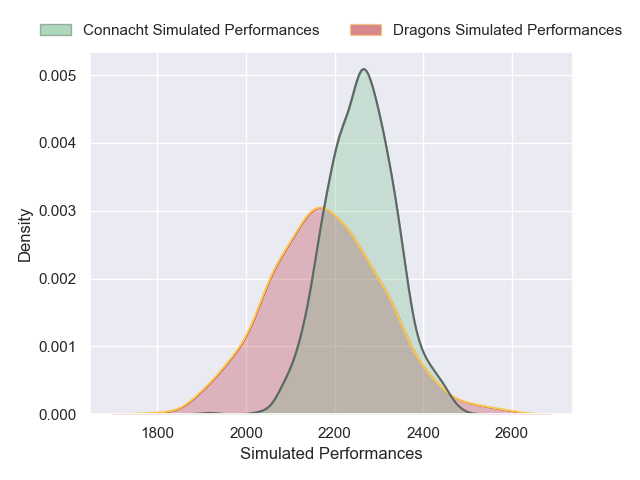 Connacht Simulated Performances
Dragons Simulated Performances
0.005
0.004
0.003
0.002
0.001
0.000
Density
1800
2000
2200
2400
2600
Simulated Performances